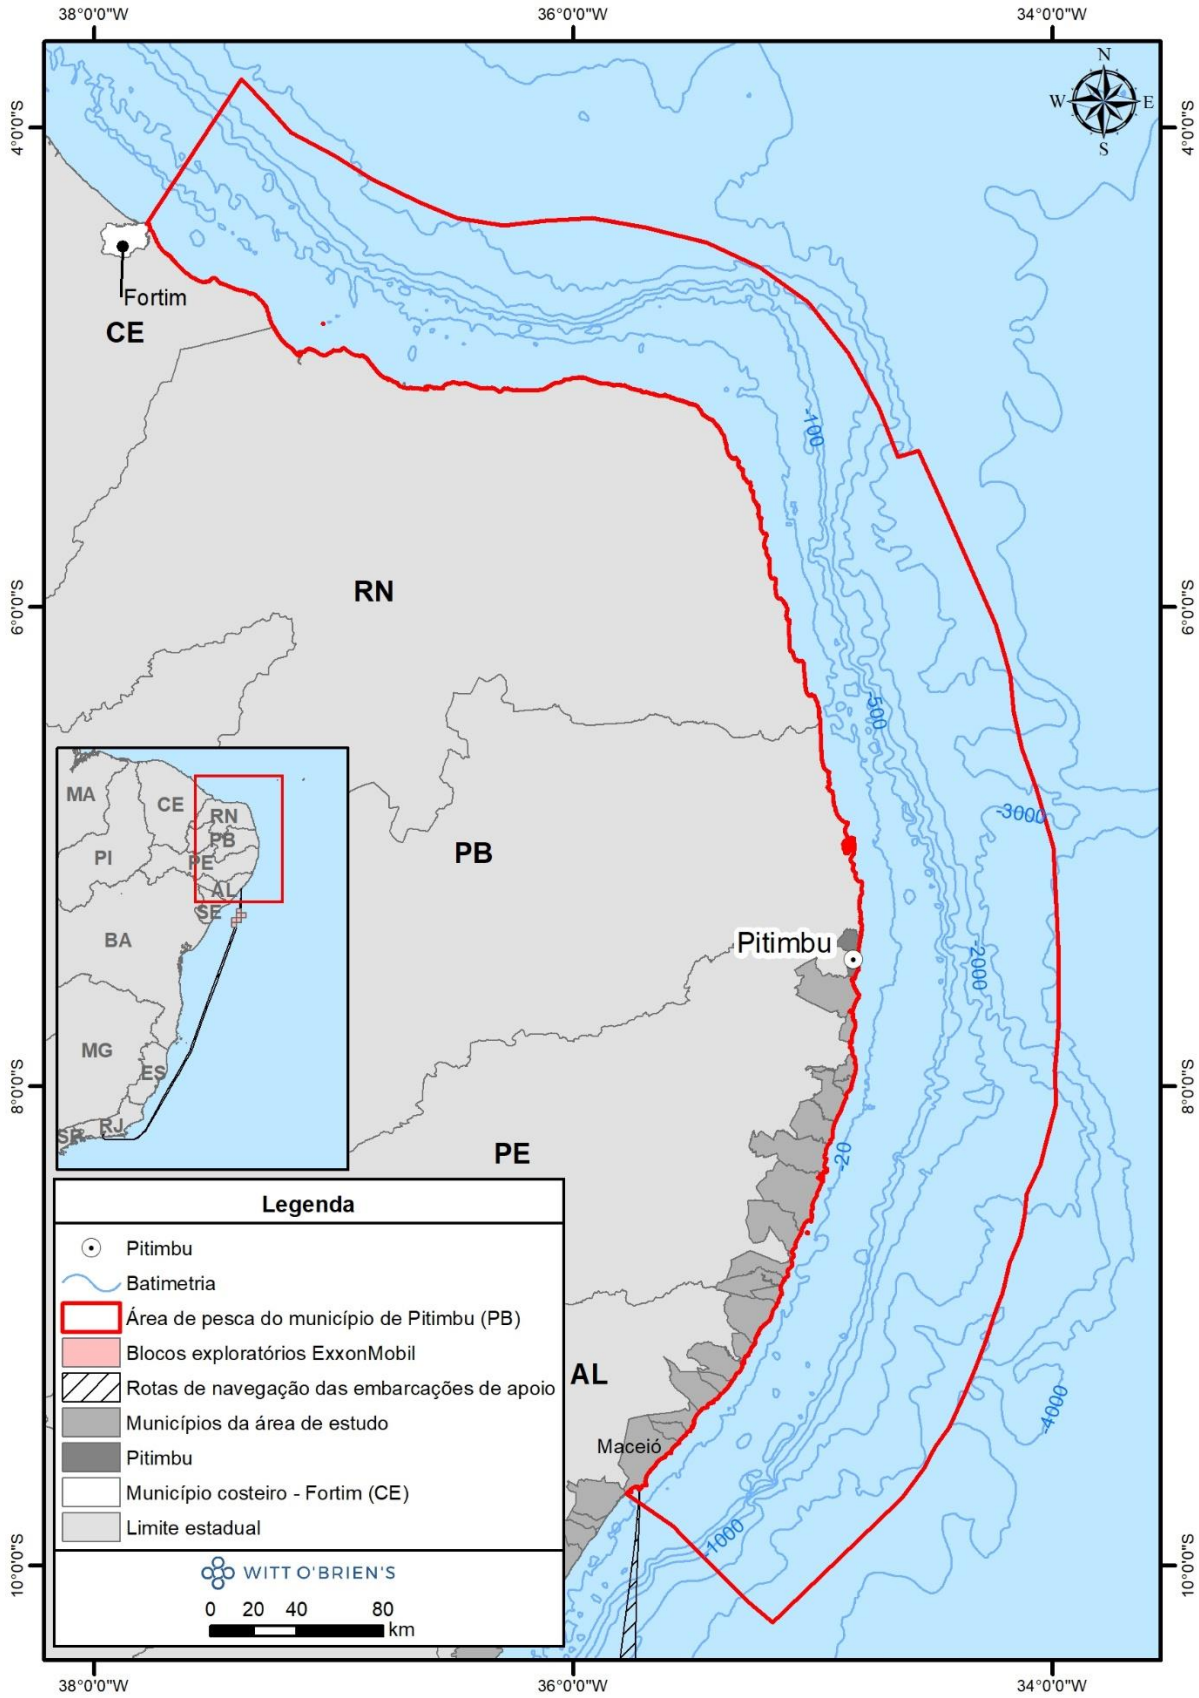 38°0'0"W 36°0'0"W 34°0'0"W
N
W E
S
4°0'0"S 4°0'0"S
Fortim
CE
-100
RN
6°0'0"S 6°0'0"S
-500
-3000
PB
Pitimbu
-2000
MA
CE
RN
PB
PI
PE
AL
SE
BA
MG
ES
RJ
SP
8°0'0"S 8°0'0"S
-20
PE
AL
-4000
Maceió
-1000
10°0'0"S 10°0'0"S
Legenda
Pitimbu
Batimetria
Área de pesca do município de Pitimbu (PB)
Blocos exploratórios ExxonMobil
Rotas de navegação das embarcações de apoio
Municípios da área de estudo
Pitimbu
Município costeiro - Fortim (CE)
Limite estadual
WITT O'BRIEN'S
0 20 40 80
km
38°0'0"W 36°0'0"W 34°0'0"W